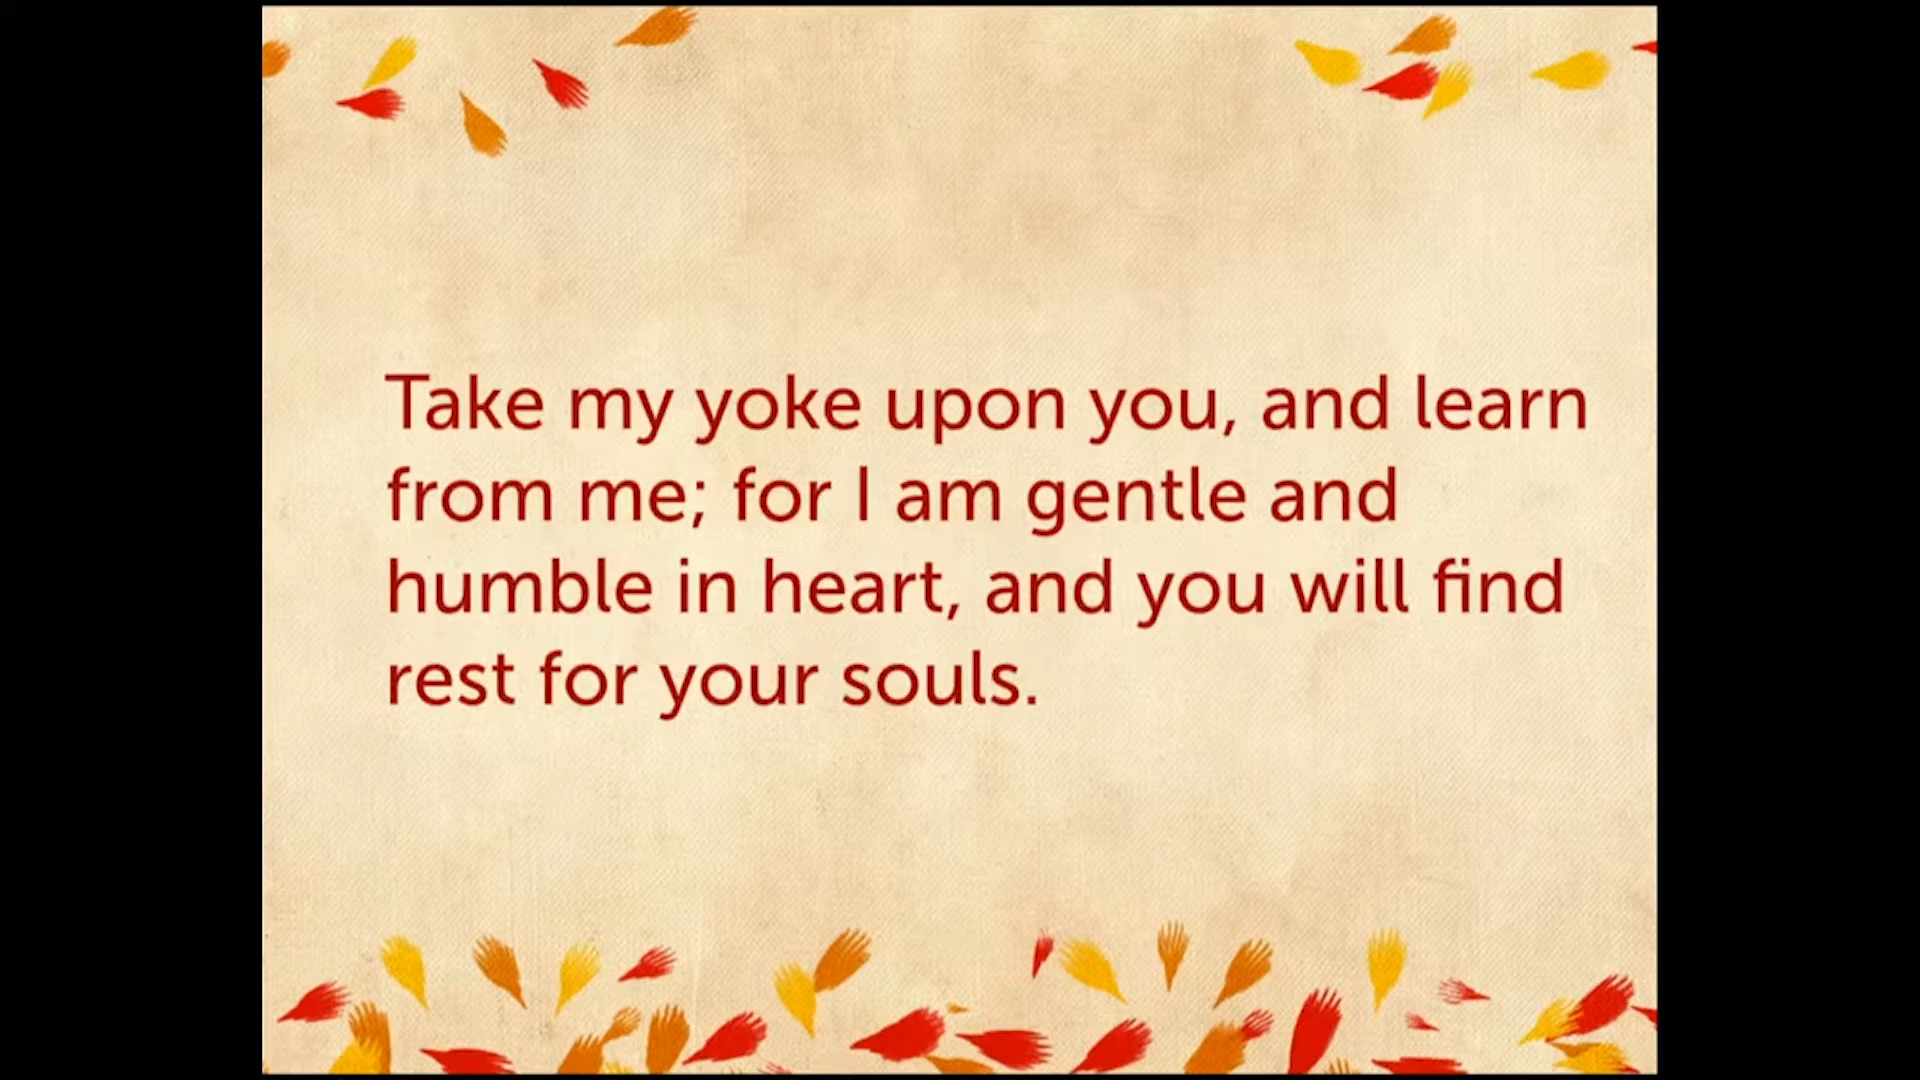 Take my yoke upon you, and learn
from me; for I am gentle and
humble in heart, and you will find
rest for your souls.